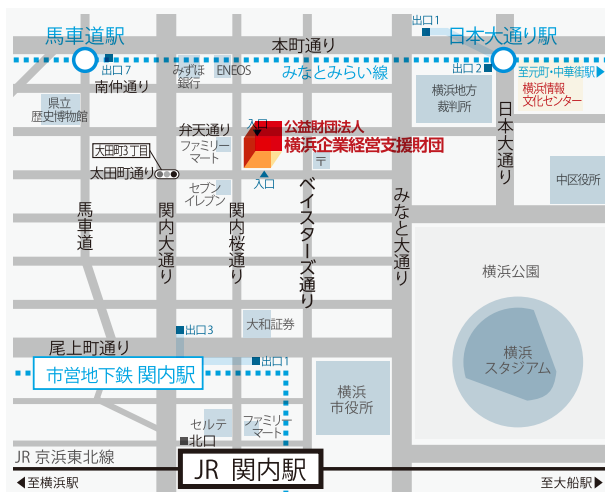 出口1
馬車道駅
本町通り
日本大通り駅
出口7
みずほ
銀行
ENEOS
みなとみらい線
出口2
至元町・中華街駅
南仲通り
横浜地方
裁判所
横浜情報
文化センター
県立
歴史博物館
入口
公益財団法人
横浜企業経営支援財団
弁天通り
ファミリー
マート
〒
大田町3丁目
太田町通り
入口
セブン
イレブン
日本大通り
中区役所
馬車道
関内大通り
関内桜通り
ベイスターズ通り
みなと大通り
横浜公園
大和証券
出口3
尾上町通り
出口1
市営地下鉄 関内駅
横浜
スタジアム
横浜
市役所
セルテ
ファミリー
マート
北口
JR 京浜東北線
JR 関内駅
至横浜駅
至大船駅